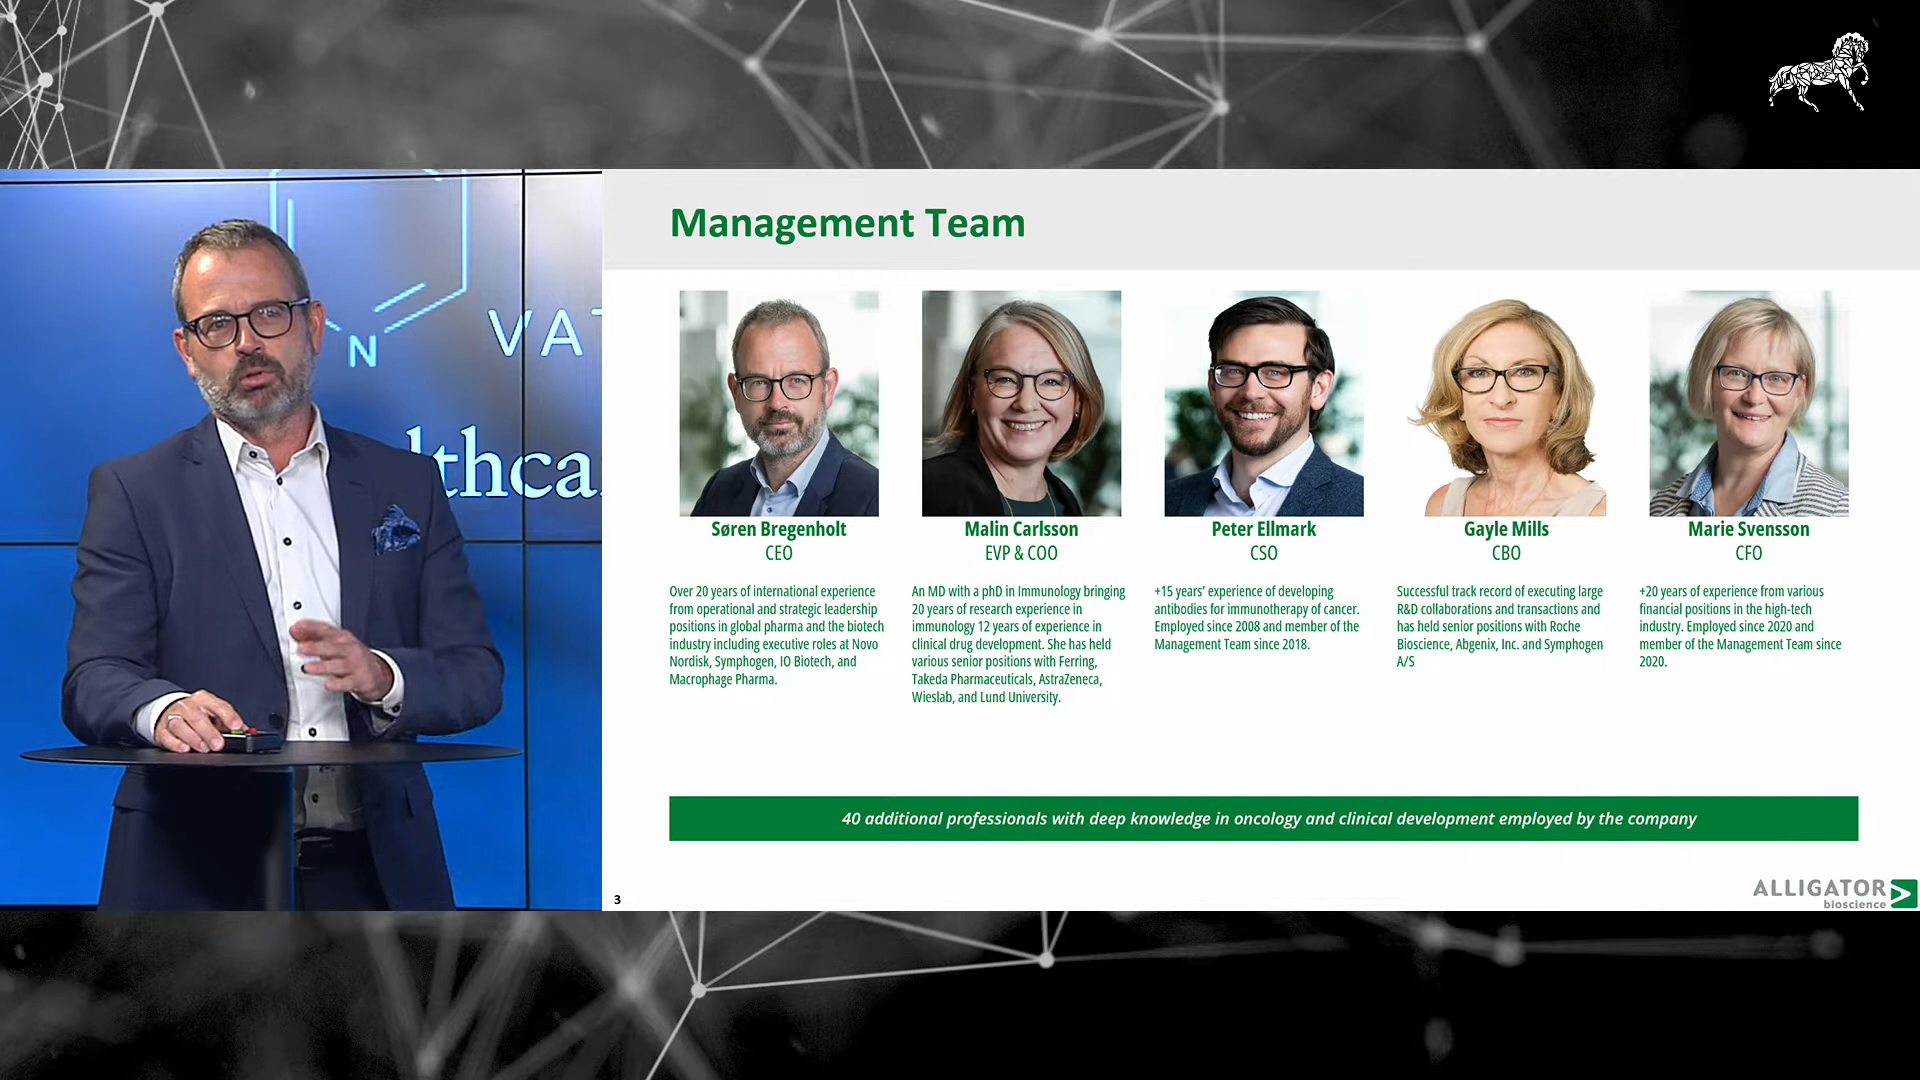 N
VAT
lthca
Management Team
Søren Bregenholt
CEO
Over 20 years of international experience
from operational and strategic leadership
positions in global pharma and the biotech
industry including executive roles at Novo
Nordisk, Symphogen, IO Biotech, and
Macrophage Pharma.
Malin Carlsson
EVP & COO
An MD with a phD in Immunology bringing
20 years of research experience in
immunology 12 years of experience in
clinical drug development. She has held
various senior positions with Ferring,
Takeda Pharmaceuticals, AstraZeneca,
Wieslab, and Lund University.
Peter Ellmark
CSO
+15 years’ experience of developing
antibodies for immunotherapy of cancer.
Employed since 2008 and member of the
Management Team since 2018.
Gayle Mills
CBO
Successful track record of executing large
R&D collaborations and transactions and
has held senior positions with Roche
Bioscience, Abgenix, Inc. and Symphogen
A/S
Marie Svensson
CFO
+20 years of experience from various
financial positions in the high-tech
industry. Employed since 2020 and
member of the Management Team since
2020.
40 additional professionals with deep knowledge in oncology and clinical development employed by the company
3
ALLIGATOR
bioscience